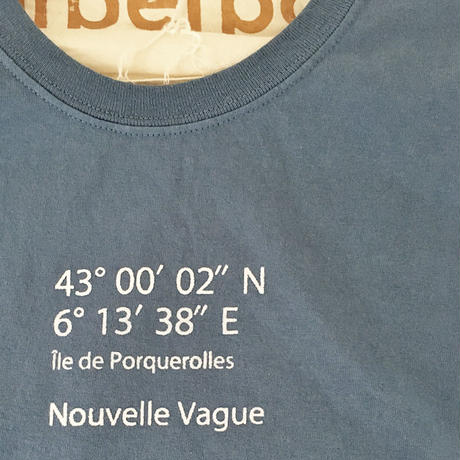 43° 00′ 02″ N
6° 13′ 38″ E
Île de Porquerolles
Nouvelle Vague